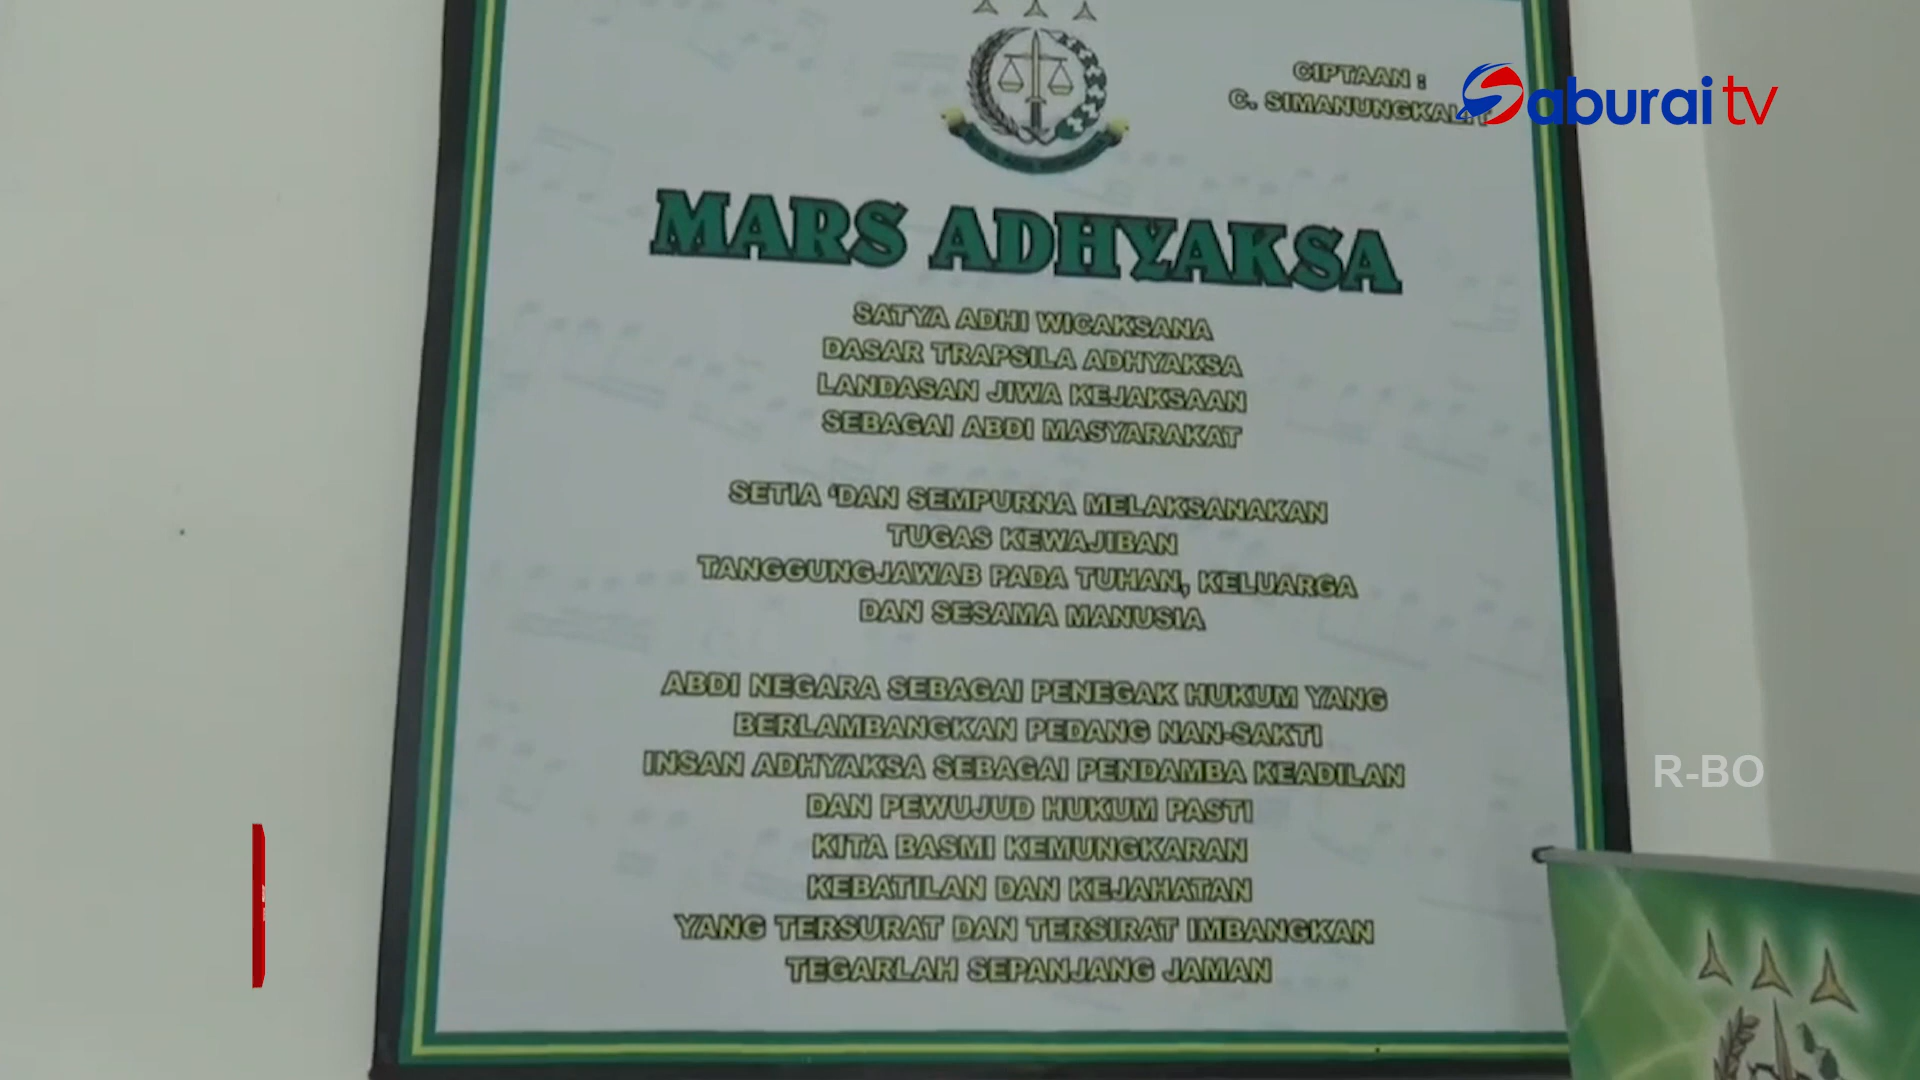 CIPTAAN :
C. SIMANUNGKALIT
Saburai tv
MARS ADHYAKSA
SATYA ADHI WICAKSANA
DASAR TRAPSILA ADHYAKSA
LANDASAN JIWA KEJAKSAAN
SEBAGAI ABDI MASYARAKAT
SETIA 'DAN SEMPURNA MELAKSANAKAN
TUGAS KEWAJIBAN
TANGGUNGJAWAB PADA TUHAN, KELUARGA
DAN SESAMA MANUSIA
ABDI NEGARA SEBAGAI PENEGAK HUKUM YANG
BERLAMBANGKAN PEDANG NAN-SAKTI
INSAN ADHYAKSA SEBAGAI PENDAMBA KEADILAN
DAN PEWUJUD HUKUM PASTI
KITA BASMI KEMUNGKARAN
KEBATILAN DAN KEJAHATAN
YANG TERSURAT DAN TERSIRAT IMBANGKAN
TEGARLAH SEPANJANG JAMAN
R-BO